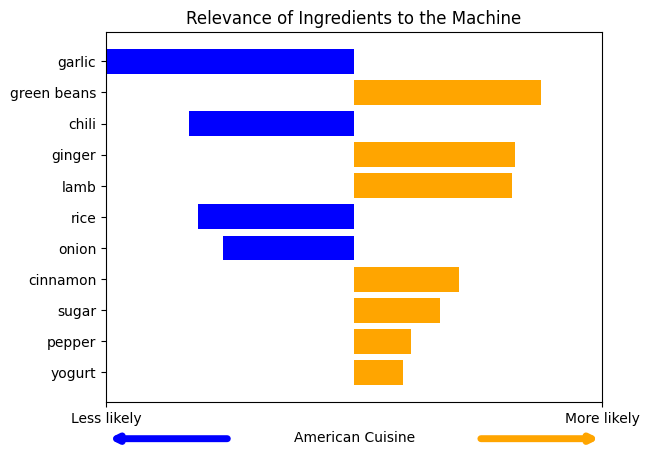 Relevance of Ingredients to the Machine
garlic
green beans
chili
ginger
lamb
rice
onion
cinnamon
sugar
pepper
yogurt
Less likely
More likely
American Cuisine